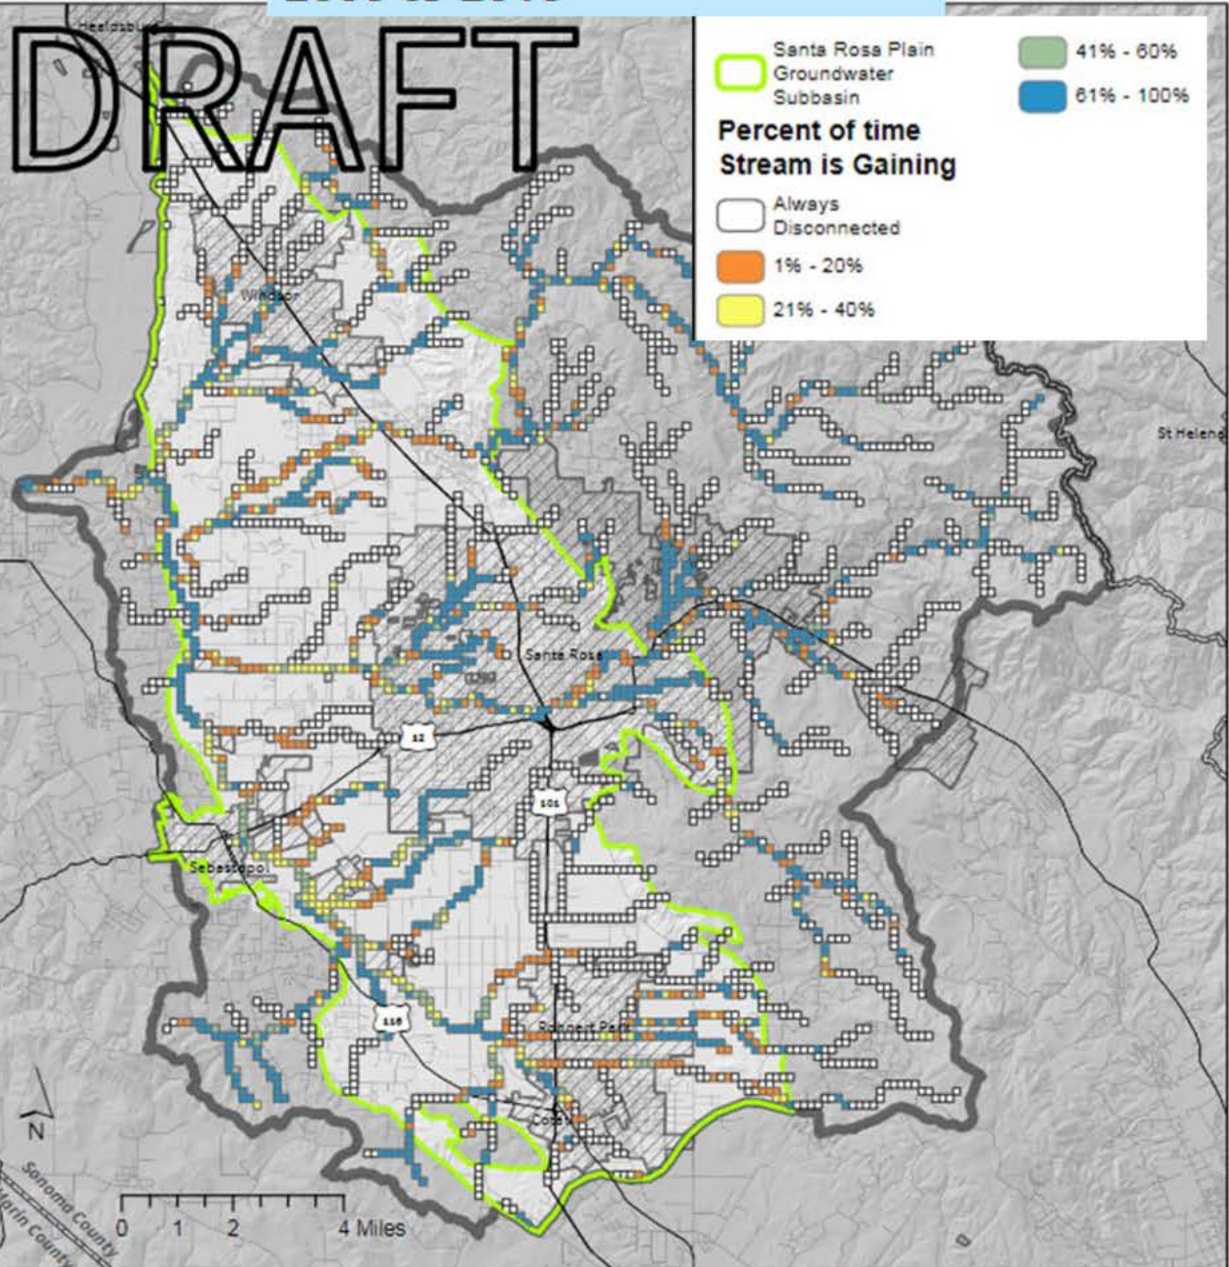 DRAFT
Healdsburg
Santa Rosa Plain
Groundwater
Subbasin
Percent of time
Stream is Gaining
Always
Disconnected
1% - 20%
21% - 40%
41% - 60%
61% - 100%
Windsor
St Helena
Santa Rosa
12
101
Sebastopol
116
Rohnert Park
Cotati
N
Sonoma County
Marin County
0 1 2 4 Miles